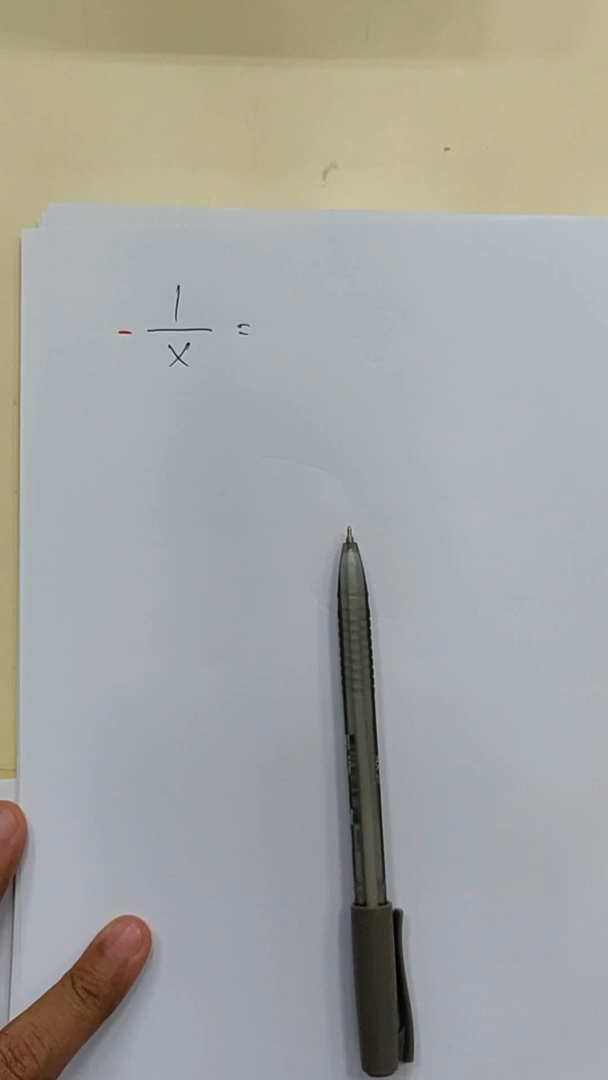 - 1/x =